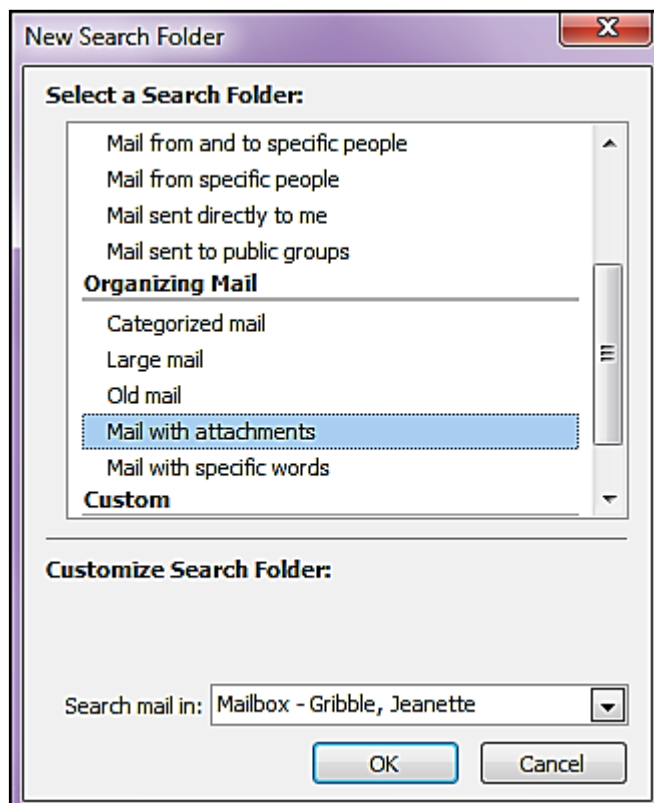 New Search Folder
Select a Search Folder:
Mail from and to specific people
Mail from specific people
Mail sent directly to me
Mail sent to public groups
Organizing Mail
Categorized mail
Large mail
Old mail
Mail with attachments
Mail with specific words
Custom
Customize Search Folder:
Search mail in: Mailbox - Gribble, Jeanette
OK Cancel